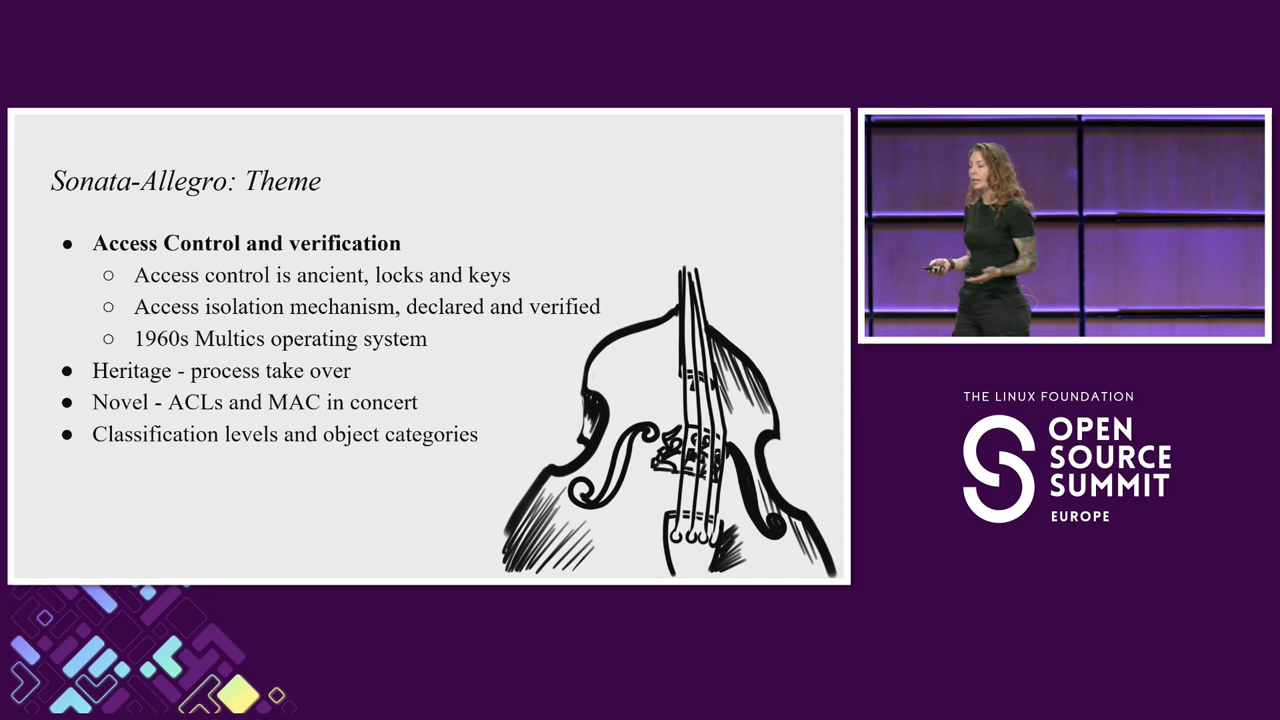 Sonata-Allegro: Theme
● Access Control and verification
○ Access control is ancient, locks and keys
○ Access isolation mechanism, declared and verified
○ 1960s Multics operating system
● Heritage - process take over
● Novel - ACLs and MAC in concert
● Classification levels and object categories
THE LINUX FOUNDATION
OPEN
SOURCE
SUMMIT
EUROPE